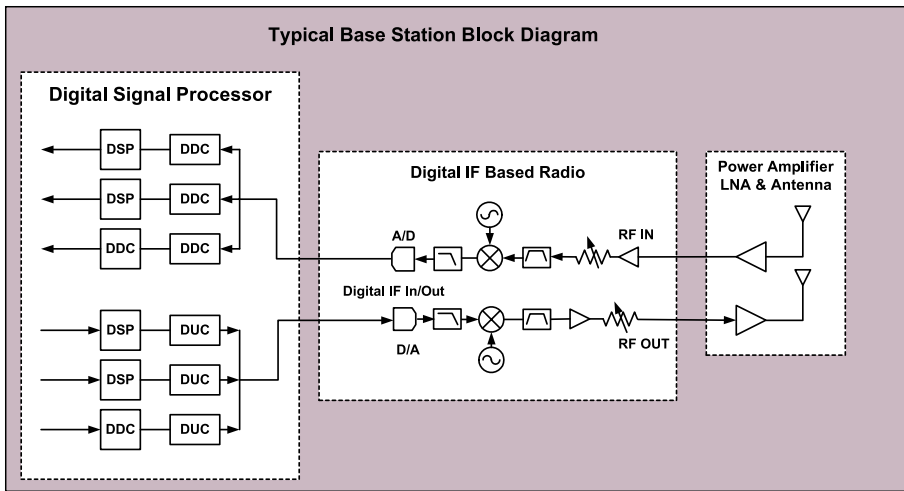 Typical Base Station Block Diagram
Digital Signal Processor
DSP DDC
DSP DDC
DDC DDC
DSP DUC
DSP DUC
DDC DUC
Digital IF Based Radio
A/D
RF IN
Digital IF In/Out
D/A
RF OUT
Power Amplifier
LNA & Antenna